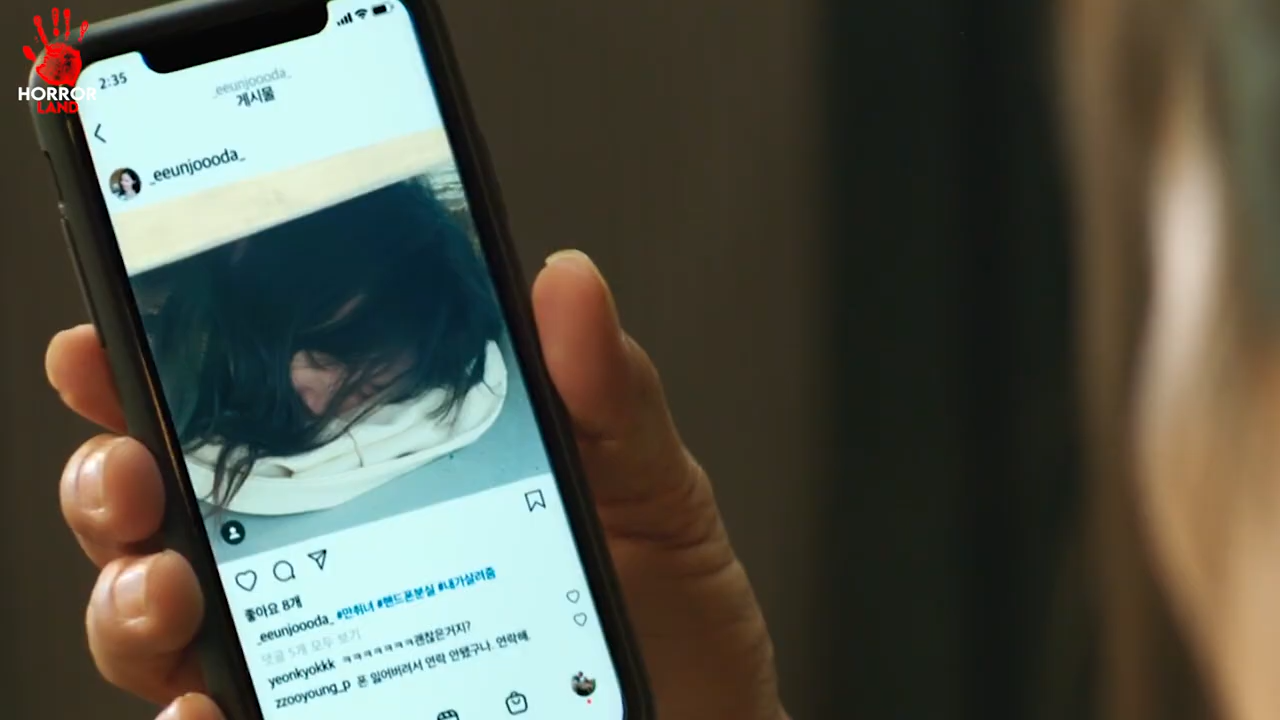 HORROR
LAND
2:35
_eeunjoooda_
게시물
_eeunjoooda_
좋아요 8개
_eeunjoooda_ #만취녀 #핸드폰분실 #내가살려줌
댓글 5개 모두 보기
yeonkyokkk ㅋㅋㅋㅋㅋㅋㅋ괜찮은거지?
zzooyoung_p 폰 잃어버려서 연락 안됐구나. 연락해.